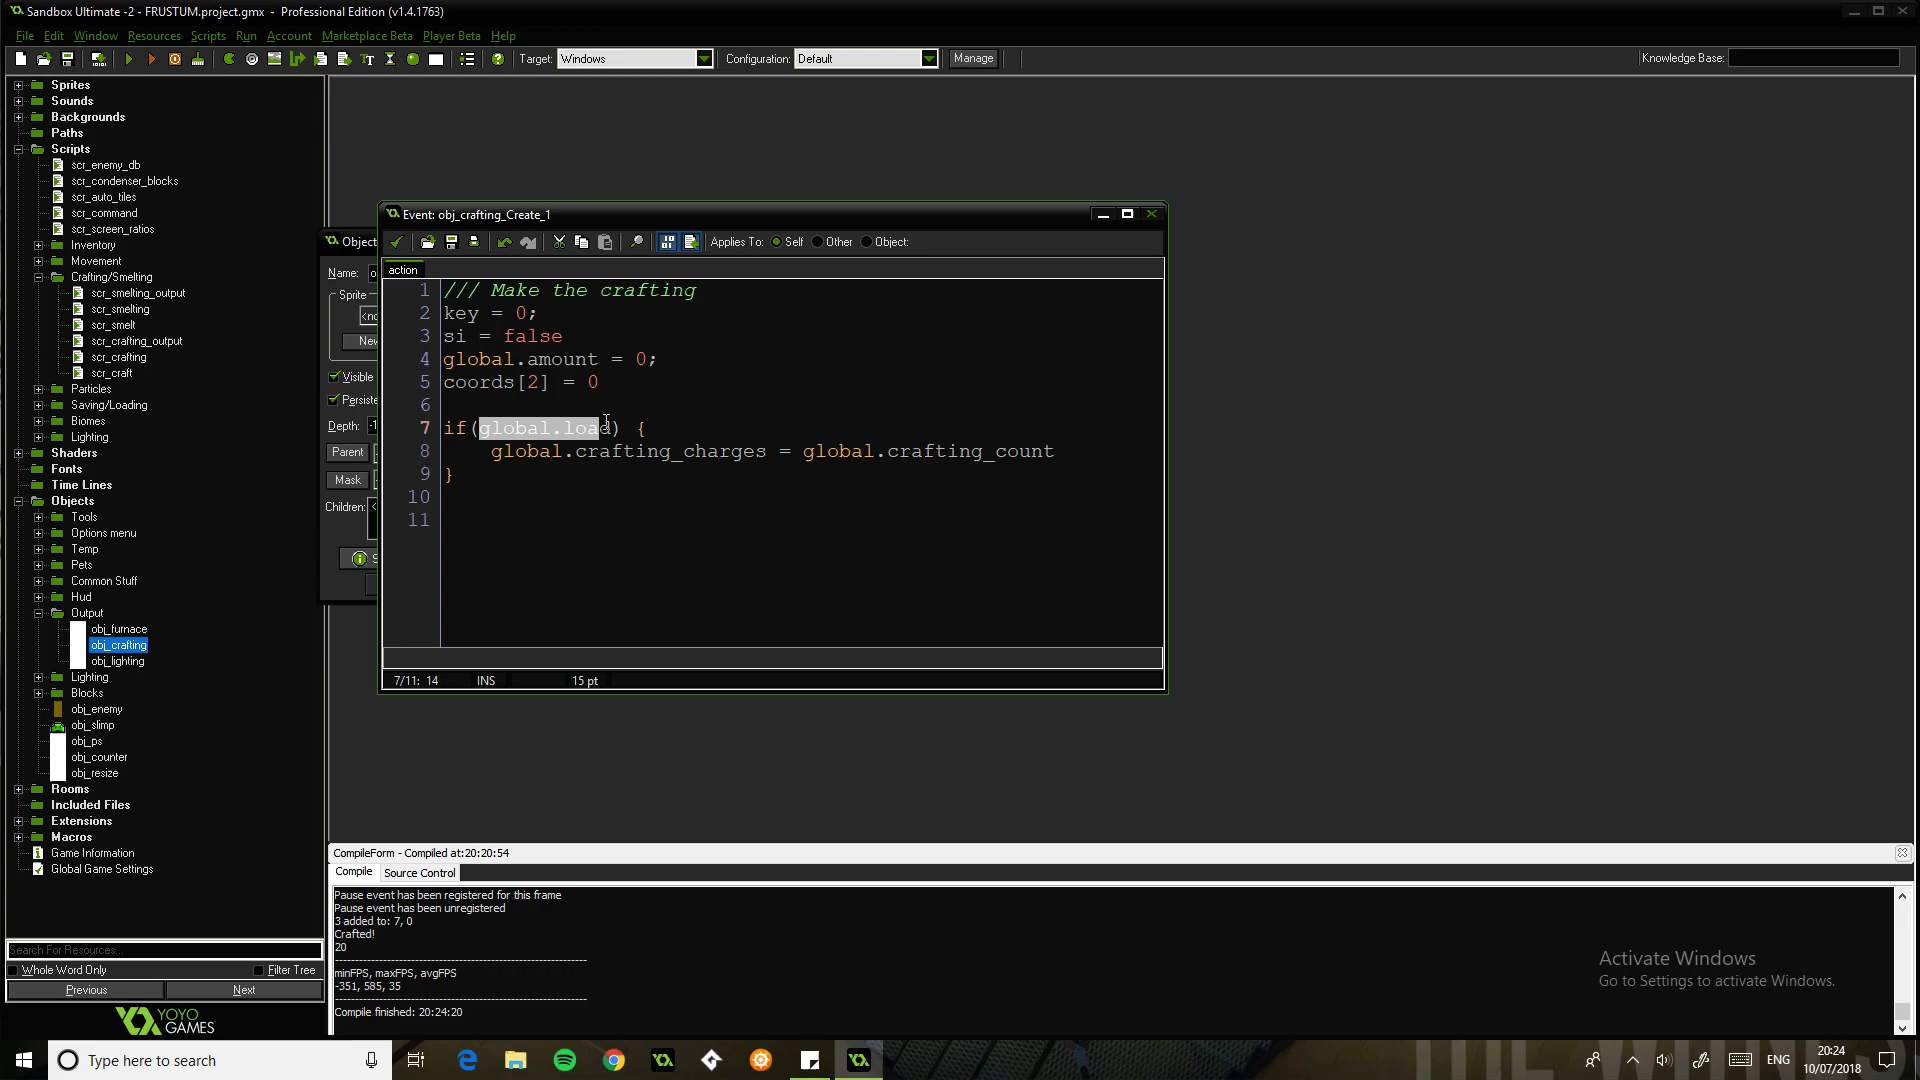 Sandbox Ultimate -2 - FRUSTUM.project.gmx - Professional Edition (v1.4.1763)
File Edit Window Resources Scripts Run Account Marketplace Beta Player Beta Help
Target: Windows Configuration: Default Manage Knowledge Base:
Sprites
Sounds
Backgrounds
Paths
Scripts
scr_enemy_db
scr_condenser_blocks
scr_auto_tiles
scr_command
scr_screen_ratios
Inventory
Movement
Crafting/Smelting
scr_smelting_output
scr_smelting
scr_smelt
scr_crafting_output
scr_crafting
scr_craft
Particles
Saving/Loading
Biomes
Lighting
Shaders
Fonts
Time Lines
Objects
Tools
Options menu
Temp
Pets
Common Stuff
Hud
Output
obj_furnace
obj_crafting
obj_lighting
Lighting
Blocks
obj_enemy
obj_slimp
obj_ps
obj_counter
obj_resize
Rooms
Included Files
Extensions
Macros
Game Information
Global Game Settings
Search For Resources...
Whole Word Only Filter Tree
Previous Next
YOYO
GAMES
Object
Name: o
Sprite
<no
New
Visible
Persiste
Depth: -1
Parent
Mask
Children: <
Event: obj_crafting_Create_1
Applies To: Self Other Object:
action
1 /// Make the crafting
2 key = 0;
3 si = false
4 global.amount = 0;
5 coords[2] = 0
6
7 if(global.load) {
8 global.crafting_charges = global.crafting_count
9 }
10
11
7/11: 14 INS 15 pt
CompileForm - Compiled at:20:20:54
Compile Source Control
Pause event has been registered for this frame
Pause event has been unregistered
3 added to: 7, 0
Crafted!
20
minFPS, maxFPS, avgFPS
-351, 585, 35
Compile finished: 20:24:20
Activate Windows
Go to Settings to activate Windows.
Type here to search
ENG
20:24
10/07/2018